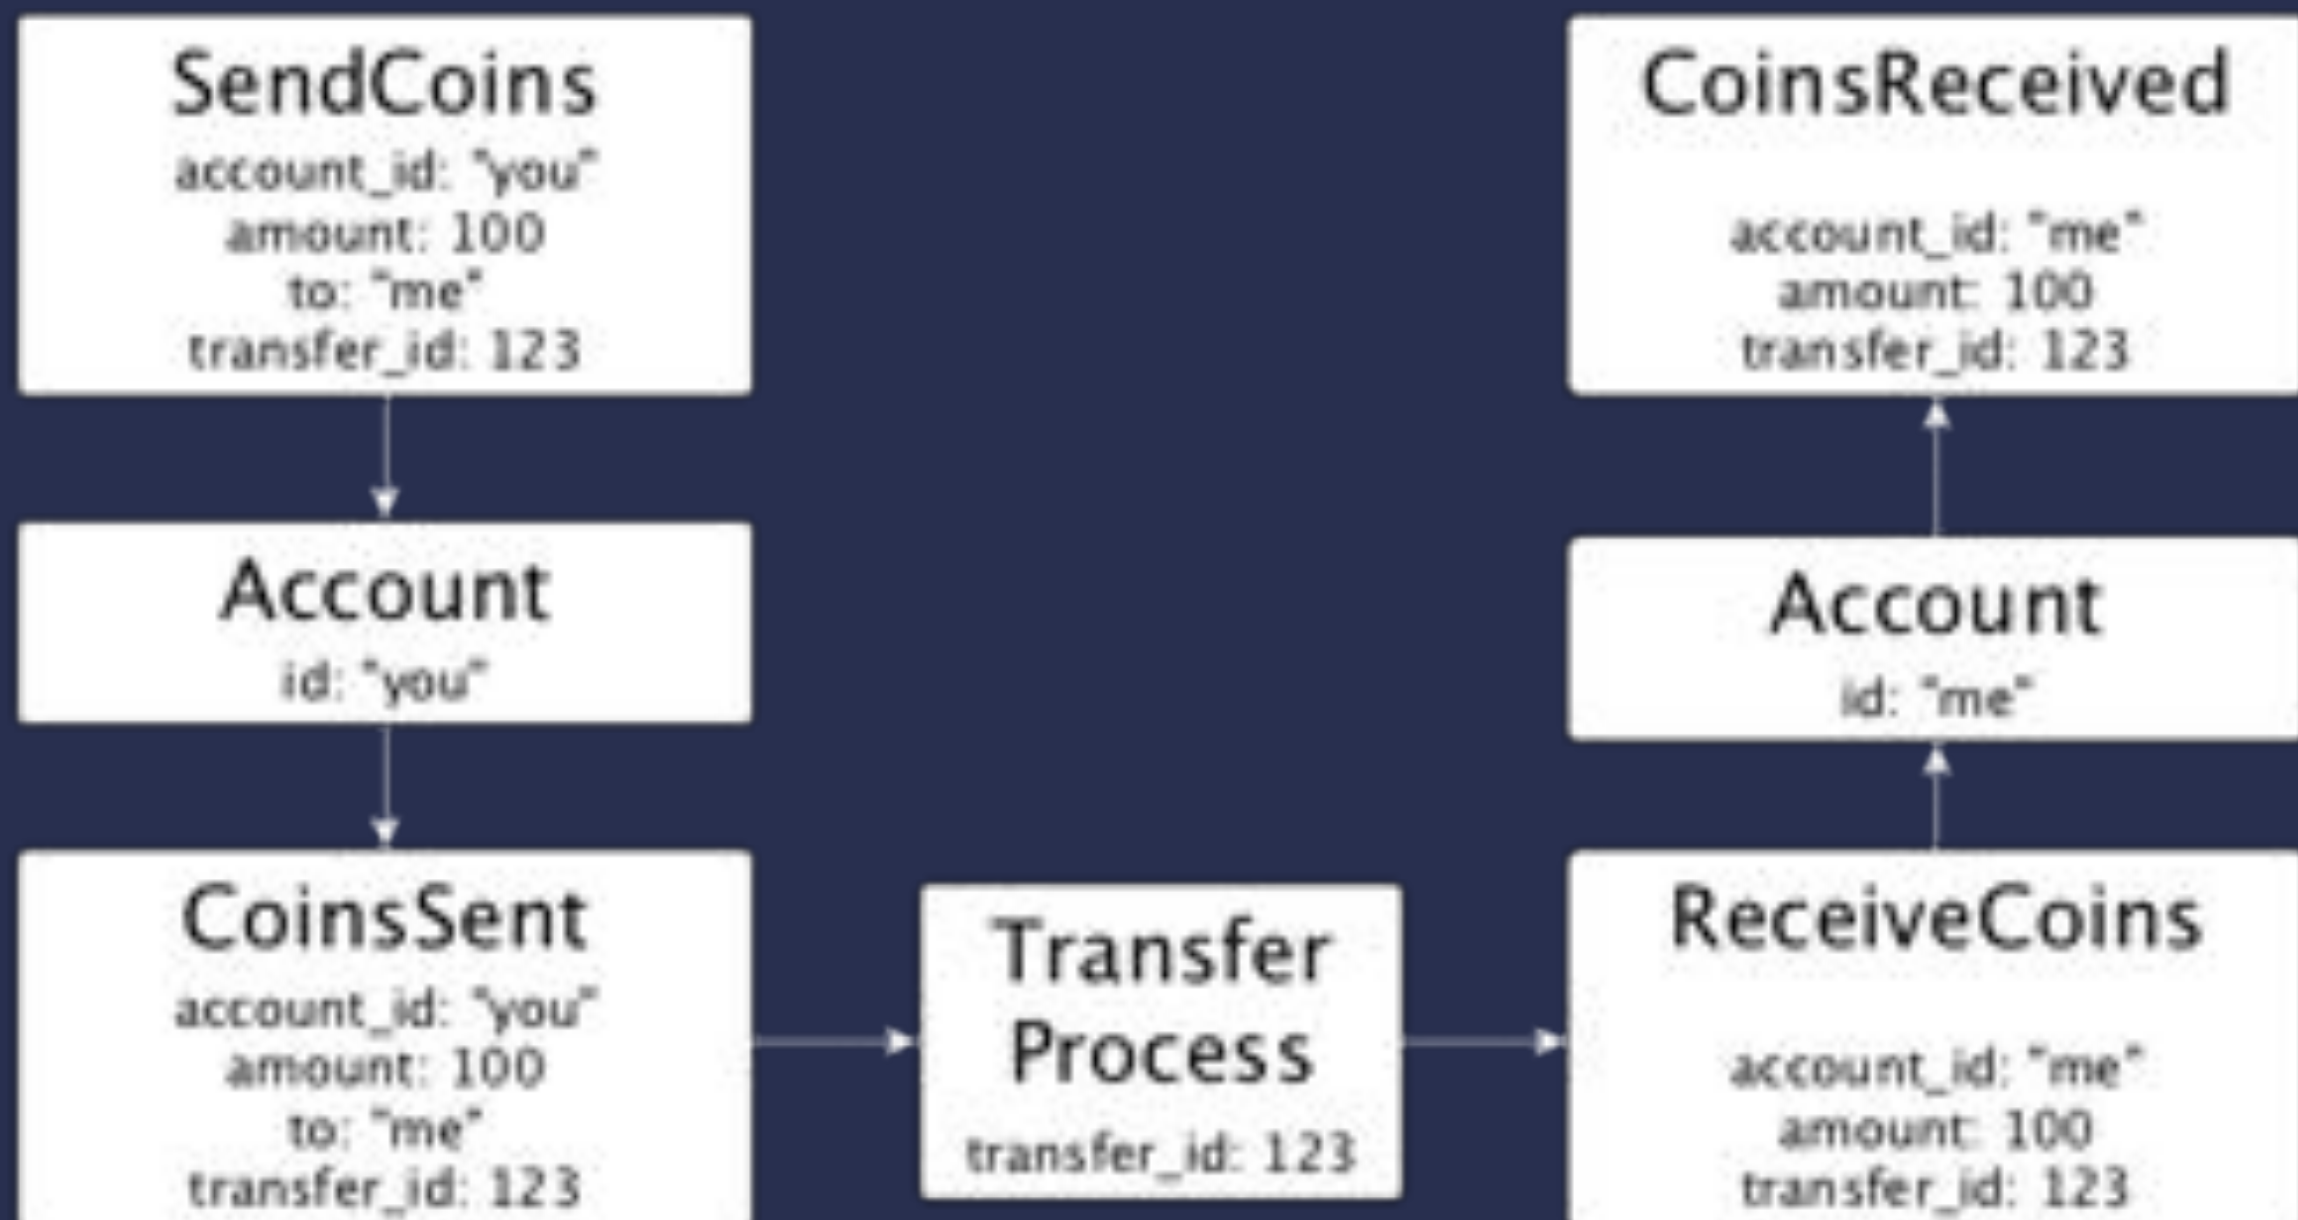 SendCoins
account_id: "you"
amount: 100
to: "me"
transfer_id: 123
Account
id: "you"
CoinsSent
account_id: "you"
amount: 100
to: "me"
transfer_id: 123
Transfer
Process
transfer_id: 123
ReceiveCoins
account_id: "me"
amount: 100
transfer_id: 123
Account
id: "me"
CoinsReceived
account_id: "me"
amount: 100
transfer_id: 123